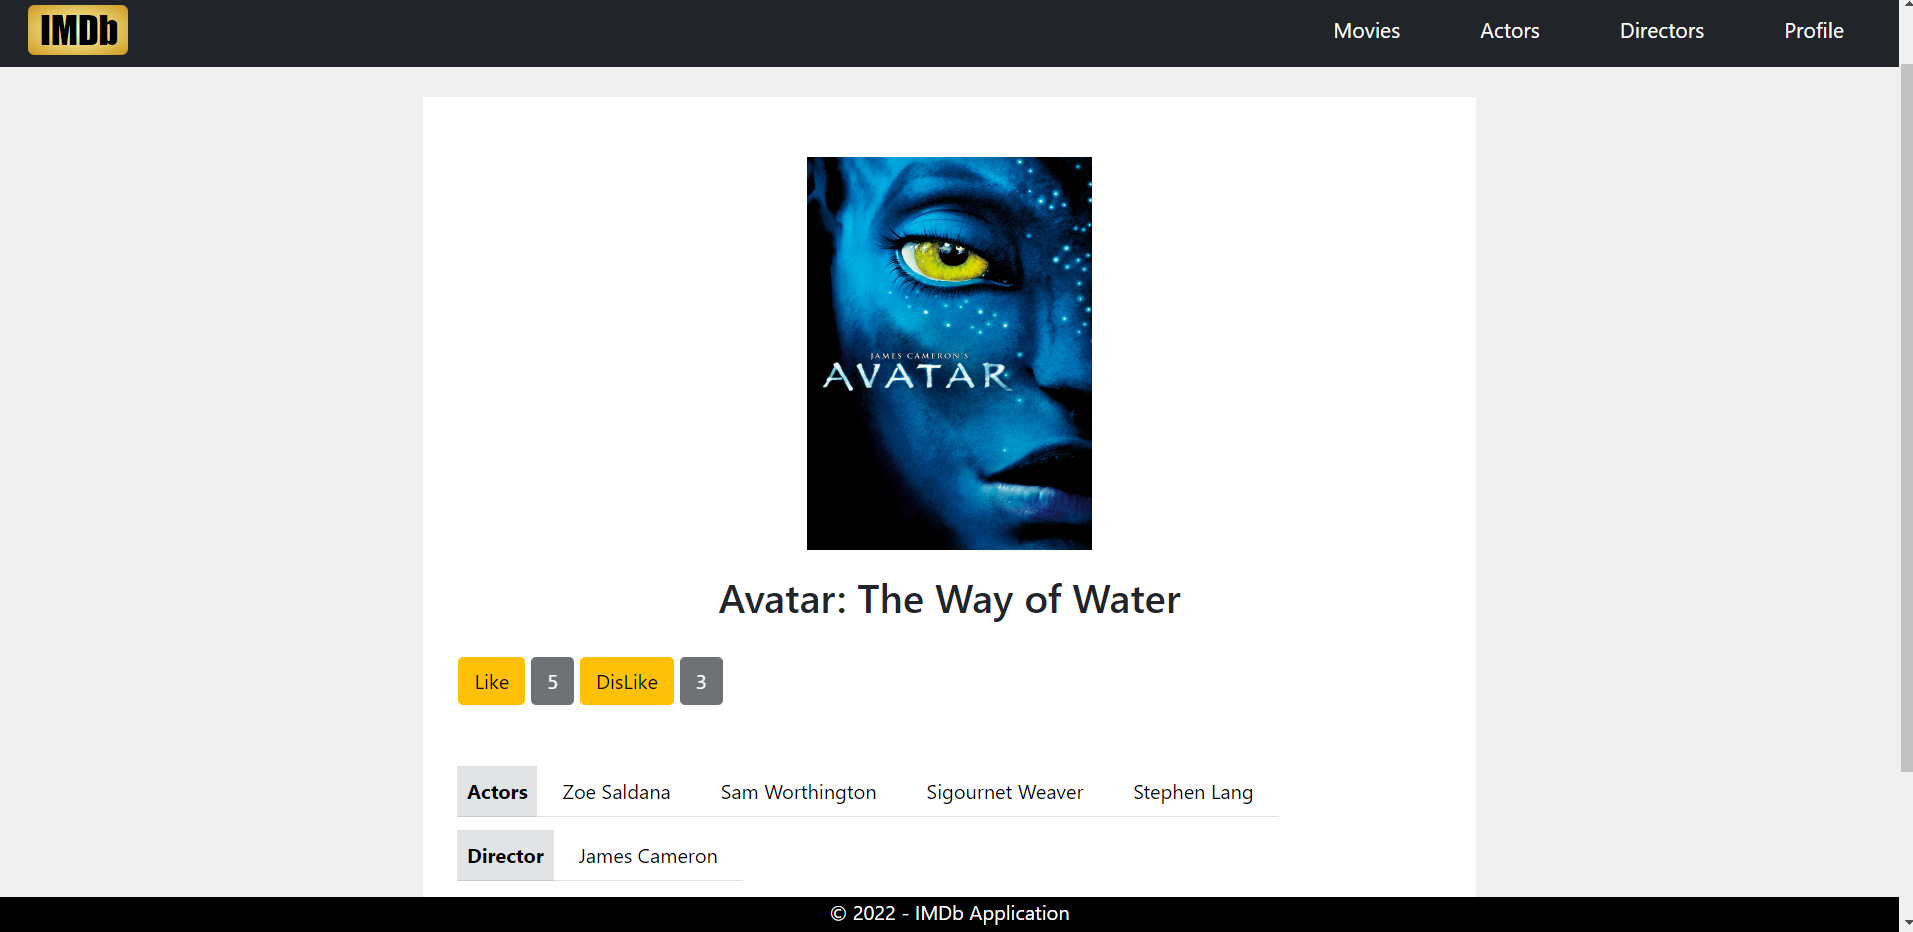 IMDb Movies Actors Directors Profile
JAMES CAMERON'S
AVATAR
Avatar: The Way of Water
Like 5 DisLike 3
Actors Zoe Saldana Sam Worthington Sigournet Weaver Stephen Lang
Director James Cameron
© 2022 - IMDb Application